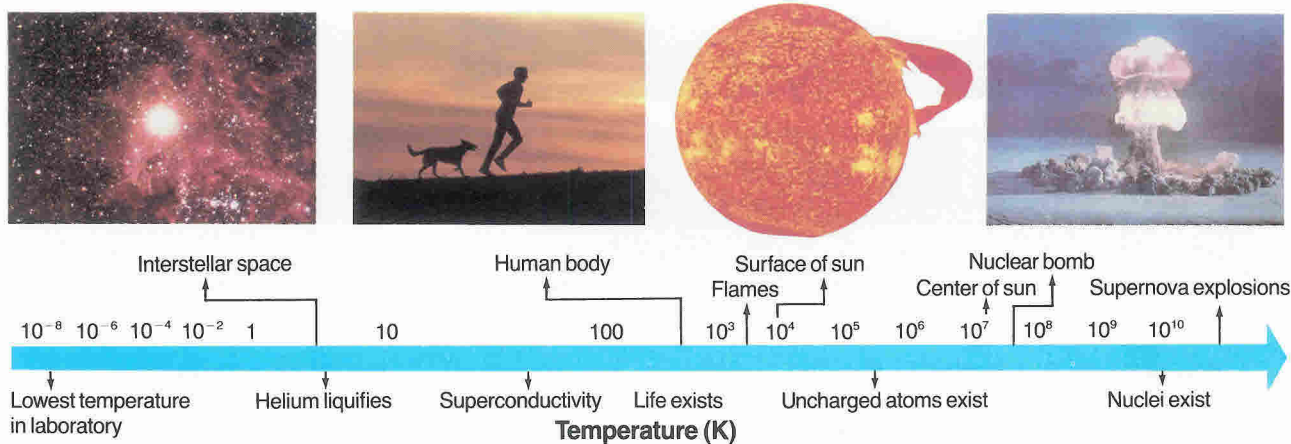 Interstellar space
Human body
Surface of sun
Nuclear bomb
Flames
Center of sun
Supernova explosions
10⁻⁸ 10⁻⁶ 10⁻⁴ 10⁻² 1 10 100 10³ 10⁴ 10⁵ 10⁶ 10⁷ 10⁸ 10⁹ 10¹⁰
Lowest temperature
in laboratory
Helium liquifies
Superconductivity
Life exists
Uncharged atoms exist
Nuclei exist
Temperature (K)